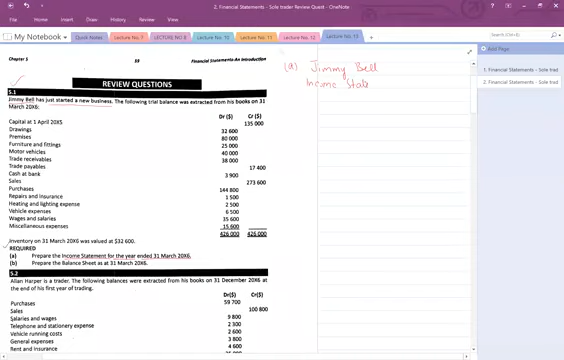 2. Financial Statements - Sole trader Review Quest - OneNote
File Home Insert Draw History Review View
My Notebook Quick Notes Lecture No. 7 LECTURE NO 8 Lecture No. 10 Lecture No. 11 Lecture No. 12 Lecture No. 13 +
Search (Ctrl+E)
Add Page
1. Financial Statements - Sole trad
2. Financial Statements - Sole trad
Chapter 5 55 Financial Statements An Introduction
REVIEW QUESTIONS
5.1
Jimmy Bell has just started a new business. The following trial balance was extracted from his books on 31
March 20X6:
Dr ($) Cr ($)
Capital at 1 April 20X5 135 000
Drawings 32 600
Premises 80 000
Furniture and fittings 25 000
Motor vehicles 40 000
Trade receivables 38 000
Trade payables 17 400
Cash at bank 3 900
Sales 273 600
Purchases 144 800
Repairs and Insurance 1 500
Heating and lighting expense 2 500
Vehicle expenses 6 500
Wages and salaries 35 600
Miscellaneous expenses 15 600
426 000 426 000
Inventory on 31 March 20X6 was valued at $32 600.
REQUIRED
(a) Prepare the Income Statement for the year ended 31 March 20X6.
(b) Prepare the Balance Sheet as at 31 March 20X6.
5.2
Allan Harper is a trader. The following balances were extracted from his books on 31 December 20X6 at
the end of his first year of trading.
Dr($) Cr($)
Purchases 59 700
Sales 100 800
Salaries and wages 9 800
Telephone and stationery expense 2 300
Vehicle running costs 2 600
General expenses 3 800
Rent and Insurance 4 600
(a) Jimmy Bell
Income State